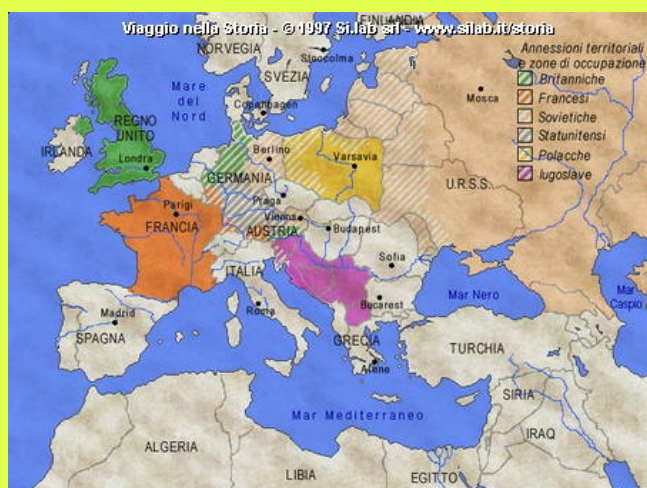 Viaggio nella Storia - ©1997 Si.lab srl - www.silab.it/storia
FINLANDIA
NORVEGIA
Stoccolma
SVEZIA
Annessioni territoriali
e zone di occupazione
Britanniche
Francesi
Sovietiche
Statunitensi
Polacche
Iugoslave
Mare
del
Nord
Mosca
Copenhagen
REGNO
UNITO
IRLANDA
Londra
Berlino
Varsavia
GERMANIA
U.R.S.S.
Praga
Parigi
FRANCIA
Vienna
AUSTRIA
Budapest
Sofia
ITALIA
Bucarest
Mar Nero
Mar
Caspio
Roma
Madrid
SPAGNA
GRECIA
Atene
TURCHIA
SIRIA
IRAQ
Mar Mediterraneo
ALGERIA
LIBIA
EGITTO